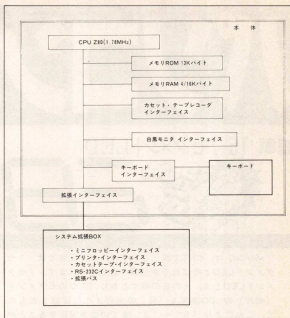 本 体
CPU Z80(1.78MHz)
メモリROM 12Kバイト
メモリRAM 4/16Kバイト
カセット・テープレコーダ
インターフェイス
白黒モニタ インターフェイス
キーボード
インターフェイス
キーボード
拡張インターフェイス
システム拡張BOX
・ミニフロッピーインターフェイス
・プリンタ・インターフェイス
・カセットテープ・インターフェイス
・RS-232Cインターフェイス
・拡張バス